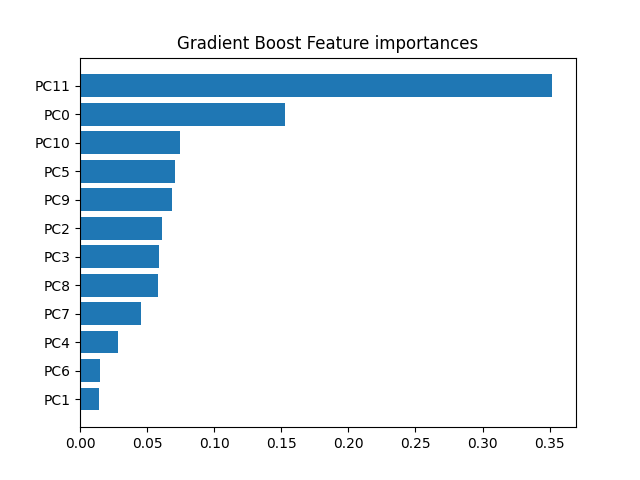 Gradient Boost Feature importances
PC11
PC0
PC10
PC5
PC9
PC2
PC3
PC8
PC7
PC4
PC6
PC1
0.00 0.05 0.10 0.15 0.20 0.25 0.30 0.35